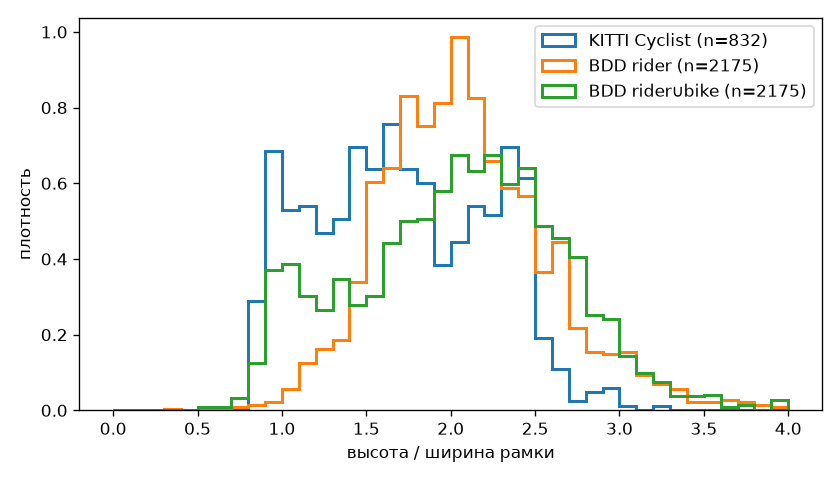 KITTI Cyclist (n=832)
BDD rider (n=2175)
BDD rider∪bike (n=2175)
плотность
1.0
0.8
0.6
0.4
0.2
0.0
0.0 0.5 1.0 1.5 2.0 2.5 3.0 3.5 4.0
высота / ширина рамки